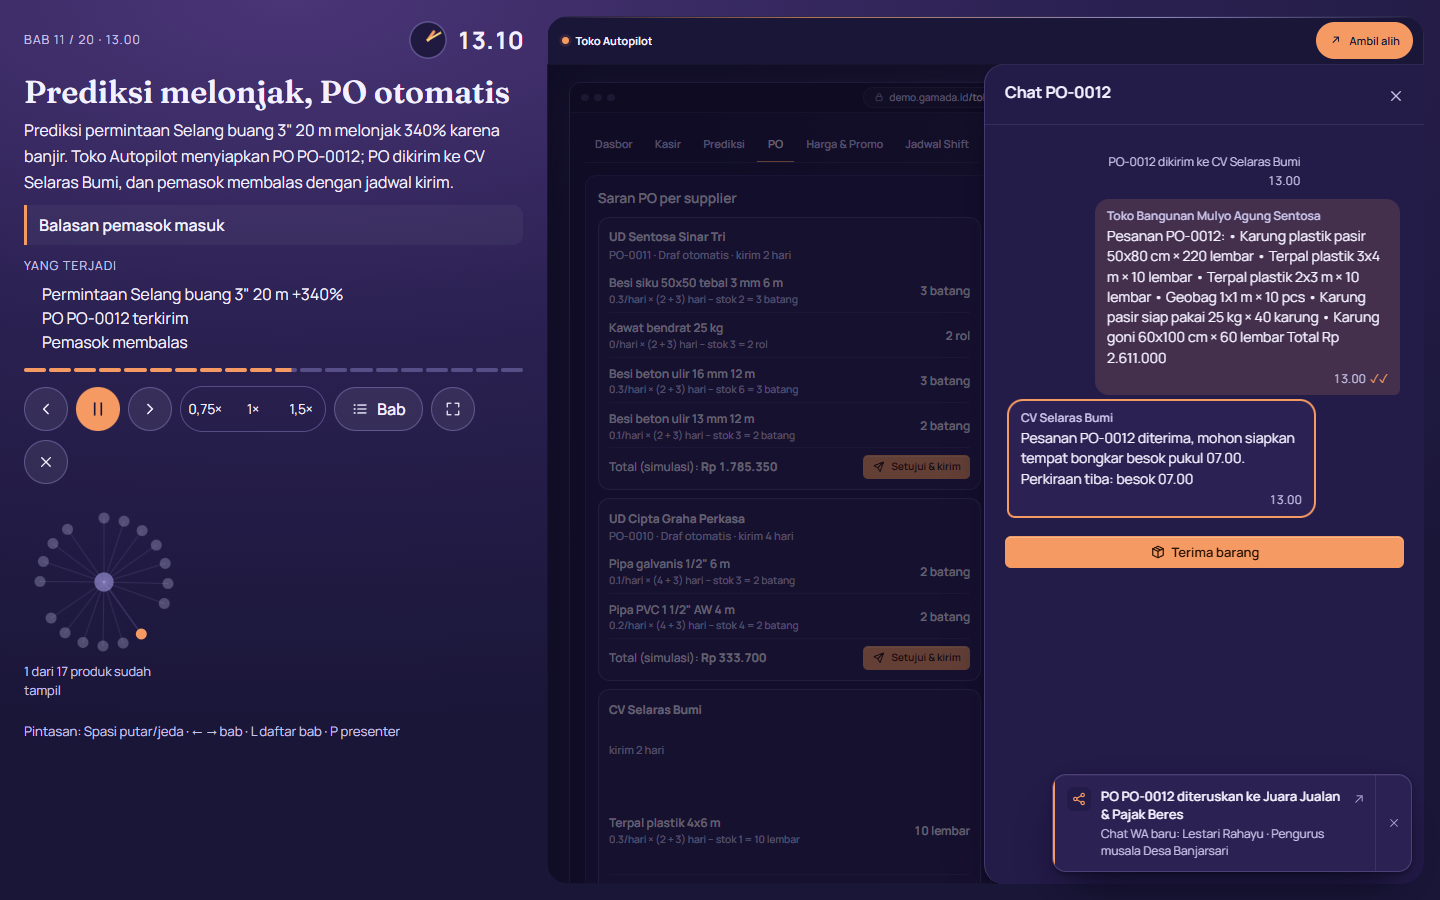 BAB 11 / 20 · 13.00
13.10
Prediksi melonjak, PO otomatis
Prediksi permintaan Selang buang 3" 20 m melonjak 340% karena
banjir. Toko Autopilot menyiapkan PO PO-0012; PO dikirim ke CV
Selaras Bumi, dan pemasok membalas dengan jadwal kirim.
Balasan pemasok masuk
YANG TERJADI
Permintaan Selang buang 3" 20 m +340%
PO PO-0012 terkirim
Pemasok membalas
0,75× 1× 1,5×
Bab
1 dari 17 produk sudah
tampil
Pintasan: Spasi putar/jeda · ← → bab · L daftar bab · P presenter
Toko Autopilot
Ambil alih
demo.gamada.id/to
Dasbor Kasir Prediksi PO Harga & Promo Jadwal Shift
Saran PO per supplier
UD Sentosa Sinar Tri
PO-0011 · Draf otomatis · kirim 2 hari
Besi siku 50x50 tebal 3 mm 6 m
0.3/hari × (2 + 3) hari − stok 2 = 3 batang
3 batang
Kawat bendrat 25 kg
0/hari × (2 + 3) hari − stok 3 = 2 rol
2 rol
Besi beton ulir 16 mm 12 m
0.3/hari × (2 + 3) hari − stok 6 = 3 batang
3 batang
Besi beton ulir 13 mm 12 m
0.1/hari × (2 + 3) hari − stok 3 = 2 batang
2 batang
Total (simulasi): Rp 1.785.350
Setujui & kirim
UD Cipta Graha Perkasa
PO-0010 · Draf otomatis · kirim 4 hari
Pipa galvanis 1/2" 6 m
0.1/hari × (4 + 3) hari − stok 3 = 2 batang
2 batang
Pipa PVC 1 1/2" AW 4 m
0.2/hari × (4 + 3) hari − stok 4 = 2 batang
2 batang
Total (simulasi): Rp 333.700
Setujui & kirim
CV Selaras Bumi
kirim 2 hari
Terpal plastik 4x6 m
0.3/hari × (2 + 3) hari − stok 1 = 10 lembar
10 lembar
Chat PO-0012
PO-0012 dikirim ke CV Selaras Bumi
13.00
Toko Bangunan Mulyo Agung Sentosa
Pesanan PO-0012: • Karung plastik pasir
50x80 cm × 220 lembar • Terpal plastik 3x4
m × 10 lembar • Terpal plastik 2x3 m × 10
lembar • Geobag 1x1 m × 10 pcs • Karung
pasir siap pakai 25 kg × 40 karung • Karung
goni 60x100 cm × 60 lembar Total Rp
2.611.000
13.00
CV Selaras Bumi
Pesanan PO-0012 diterima, mohon siapkan
tempat bongkar besok pukul 07.00.
Perkiraan tiba: besok 07.00
13.00
Terima barang
PO PO-0012 diteruskan ke Juara Jualan
& Pajak Beres
Chat WA baru: Lestari Rahayu · Pengurus
musala Desa Banjarsari